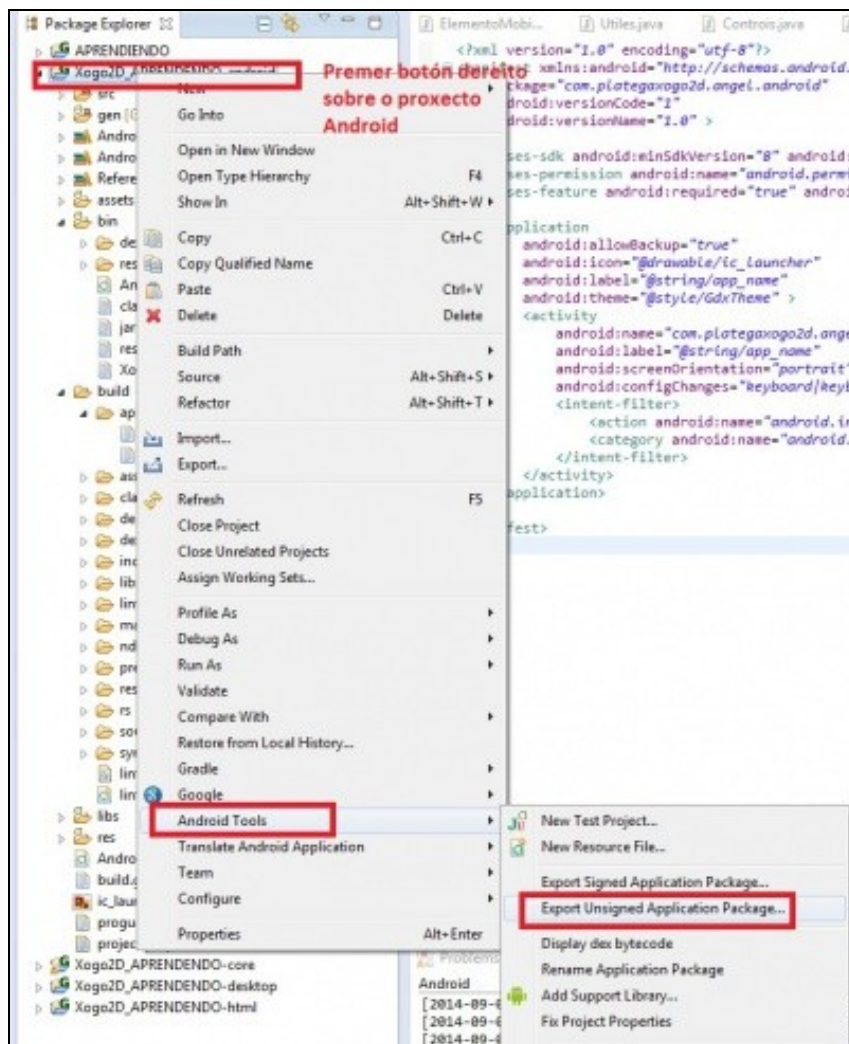 Package Explorer
ElementoMobi...
Utiles.java
Controis.java
APRENDIENDO
Xogo2D_APRENDENDO-android
Premer botón dereito
sobre o proxecto
Android
src
gen
Andro
Andro
Refere
assets
bin
de
res
An
cla
jar
res
Xo
build
ap
ass
cla
de
de
inc
lib
lin
ma
nd
pre
res
rs
so
sy
lin
lin
libs
res
Andro
build.
ic_lau
progu
projec
Xogo2D_APRENDENDO-core
Xogo2D_APRENDENDO-desktop
Xogo2D_APRENDENDO-html
New
Go Into
Open in New Window
Open Type Hierarchy F4
Show In Alt+Shift+W
Copy Ctrl+C
Copy Qualified Name
Paste Ctrl+V
Delete Delete
Build Path
Source Alt+Shift+S
Refactor Alt+Shift+T
Import...
Export...
Refresh F5
Close Project
Close Unrelated Projects
Assign Working Sets...
Profile As
Debug As
Run As
Validate
Compare With
Restore from Local History...
Gradle
Google
Android Tools
Translate Android Application
Team
Configure
Properties Alt+Enter
New Test Project...
New Resource File...
Export Signed Application Package...
Export Unsigned Application Package...
Display dex bytecode
Rename Application Package
Add Support Library...
Fix Project Properties
<?xml version="1.0" encoding="utf-8"?>
xmlns:android="http://schemas.android.
ckage="com.plategaxogo2d.angel.android"
droid:versionCode="1"
droid:versionName="1.0" >
ses-sdk android:minSdkVersion="8" android:
ses-permission android:name="android.permi
ses-feature android:required="true" androi
pplication
android:allowBackup="true"
android:icon="@drawable/ic_launcher"
android:label="@string/app_name"
android:theme="@style/GdxTheme" >
<activity
android:name="com.plategaxogo2d.ange
android:label="@string/app_name"
android:screenOrientation="portrait"
android:configChanges="keyboard|keyb
<intent-filter>
<action android:name="android.in
<category android:name="android.
</intent-filter>
</activity>
application>
fest>
Problems
Android
[2014-09-0
[2014-09-0
[2014-09-0